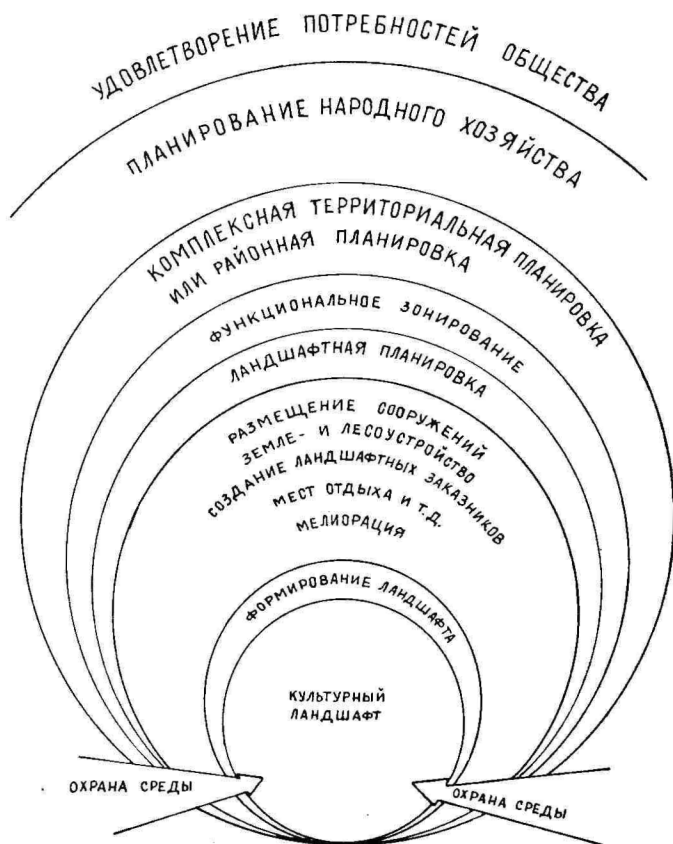 УДОВЛЕТВОРЕНИЕ ПОТРЕБНОСТЕЙ ОБЩЕСТВА
ПЛАНИРОВАНИЕ НАРОДНОГО ХОЗЯЙСТВА
КОМПЛЕКСНАЯ ТЕРРИТОРИАЛЬНАЯ ПЛАНИРОВКА
ИЛИ РАЙОННАЯ ПЛАНИРОВКА
ФУНКЦИОНАЛЬНОЕ ЗОНИРОВАНИЕ
ЛАНДШАФТНАЯ ПЛАНИРОВКА
РАЗМЕЩЕНИЕ СООРУЖЕНИЙ
ЗЕМЛЕ- И ЛЕСОУСТРОЙСТВО
СОЗДАНИЕ ЛАНДШАФТНЫХ ЗАКАЗНИКОВ
МЕСТ ОТДЫХА И Т.Д.
МЕЛИОРАЦИЯ
ФОРМИРОВАНИЕ ЛАНДШАФТА
КУЛЬТУРНЫЙ
ЛАНДШАФТ
ОХРАНА СРЕДЫ
ОХРАНА СРЕДЫ